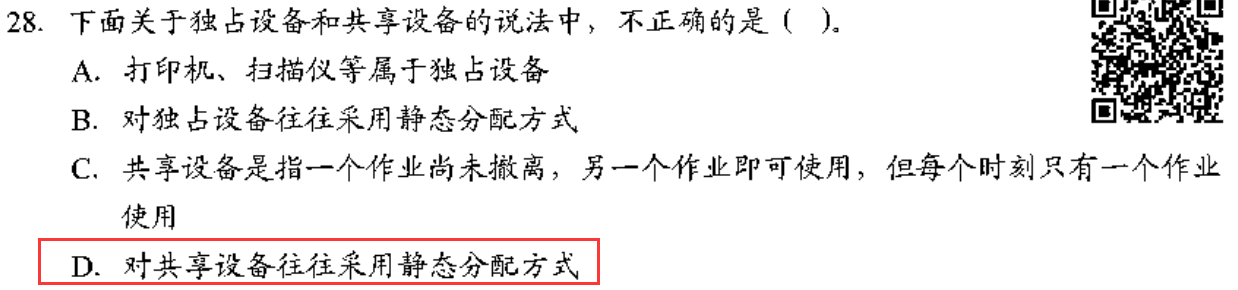 28. 下面关于独占设备和共享设备的说法中，不正确的是（ ）。
A. 打印机、扫描仪等属于独占设备
B. 对独占设备往往采用静态分配方式
C. 共享设备是指一个作业尚未撤离，另一个作业即可使用，但每个时刻只有一个作业
使用
D. 对共享设备往往采用静态分配方式